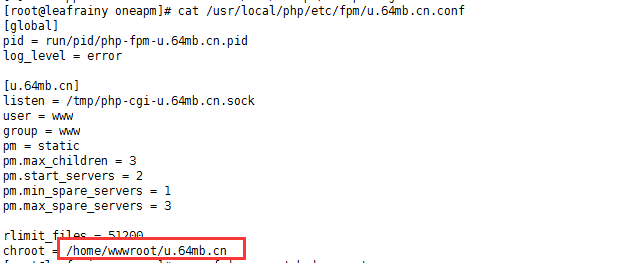 [root@leafrainy oneapm]# cat /usr/local/php/etc/fpm/u.64mb.cn.conf
[global]
pid = run/pid/php-fpm-u.64mb.cn.pid
log_level = error
[u.64mb.cn]
listen = /tmp/php-cgi-u.64mb.cn.sock
user = www
group = www
pm = static
pm.max_children = 3
pm.start_servers = 2
pm.min_spare_servers = 1
pm.max_spare_servers = 3
rlimit_files = 51200
chroot = /home/wwwroot/u.64mb.cn